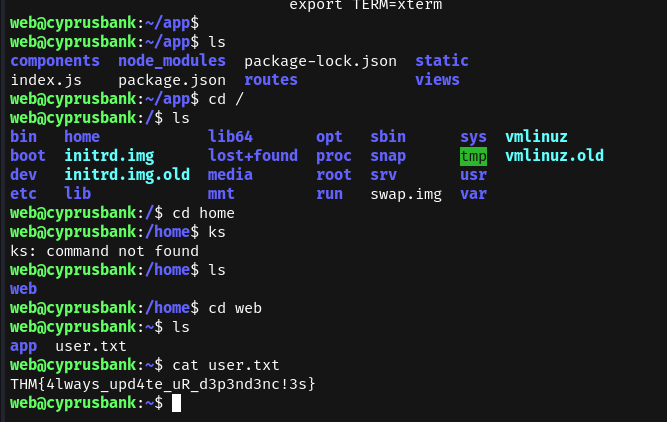 export TERM=xterm
web@cyprusbank:~/app$
web@cyprusbank:~/app$ ls
components  node_modules  package-lock.json  static
index.js    package.json  routes             views
web@cyprusbank:~/app$ cd /
web@cyprusbank:/$ ls
bin   home            lib64       opt   sbin      sys  vmlinuz
boot  initrd.img      lost+found  proc  snap      tmp  vmlinuz.old
dev   initrd.img.old  media       root  srv       usr
etc   lib             mnt         run   swap.img  var
web@cyprusbank:/$ cd home
web@cyprusbank:/home$ ks
ks: command not found
web@cyprusbank:/home$ ls
web
web@cyprusbank:/home$ cd web
web@cyprusbank:~$ ls
app  user.txt
web@cyprusbank:~$ cat user.txt
THM{4lways_upd4te_uR_d3p3nd3nc!3s}
web@cyprusbank:~$